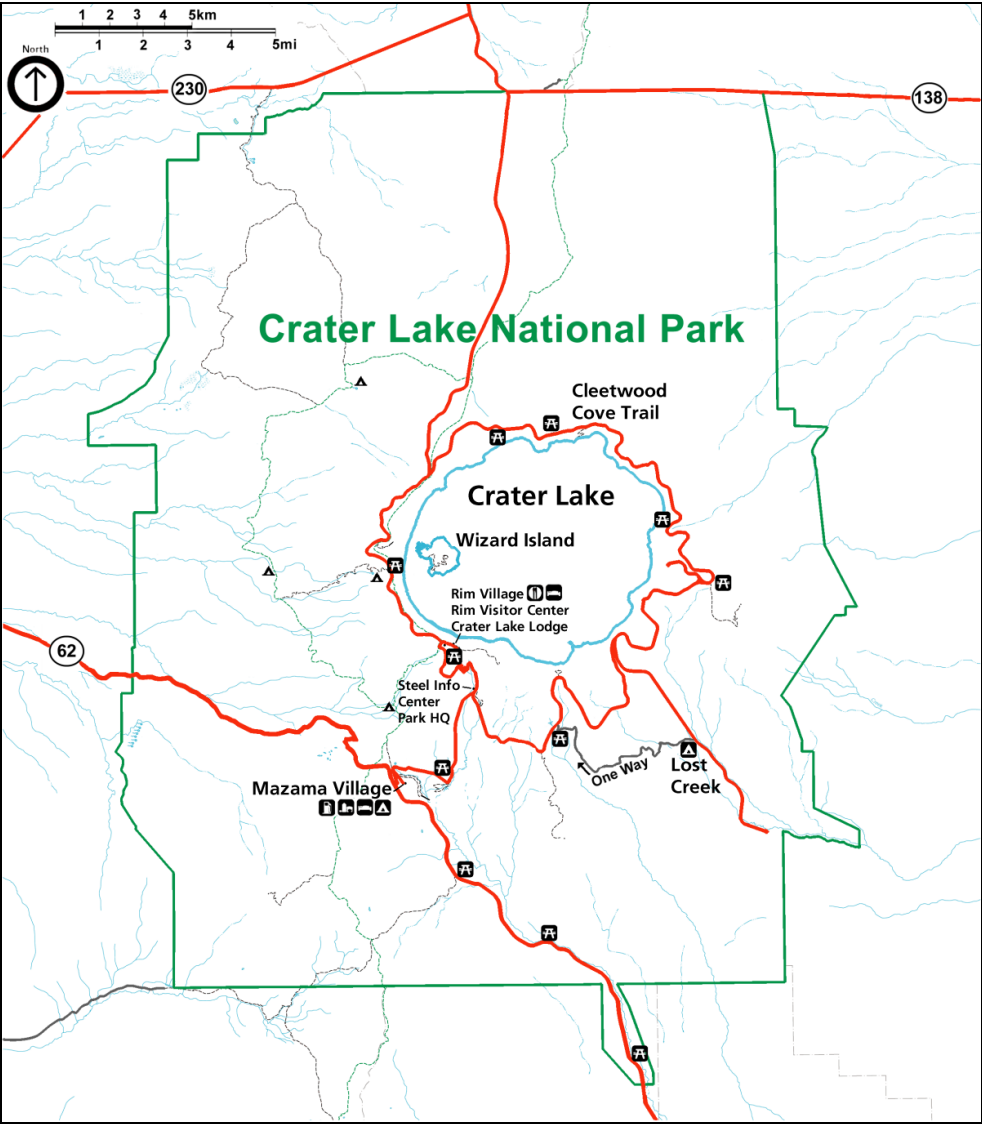 1 2 3 4 5km
1 2 3 4 5mi
North
230
138
Crater Lake National Park
Cleetwood
Cove Trail
Crater Lake
Wizard Island
Rim Village
Rim Visitor Center
Crater Lake Lodge
62
Steel Info
Center
Park HQ
One Way
Lost
Creek
Mazama Village